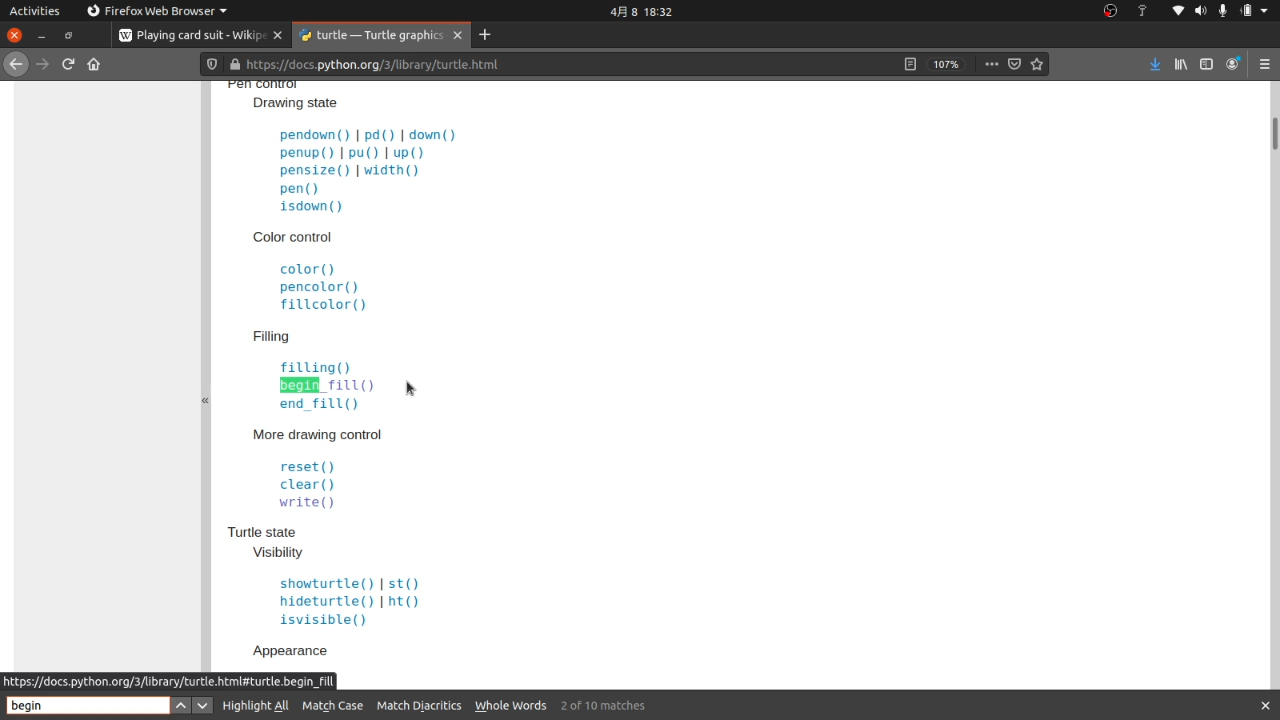 Activities Firefox Web Browser 4月 8 18:32
Playing card suit - Wikipe turtle — Turtle graphics
https://docs.python.org/3/library/turtle.html 107%
Pen control
Drawing state
pendown() | pd() | down()
penup() | pu() | up()
pensize() | width()
pen()
isdown()
Color control
color()
pencolor()
fillcolor()
Filling
filling()
begin_fill()
end_fill()
More drawing control
reset()
clear()
write()
Turtle state
Visibility
showturtle() | st()
hideturtle() | ht()
isvisible()
Appearance
https://docs.python.org/3/library/turtle.html#turtle.begin_fill
begin Highlight All Match Case Match Diacritics Whole Words 2 of 10 matches